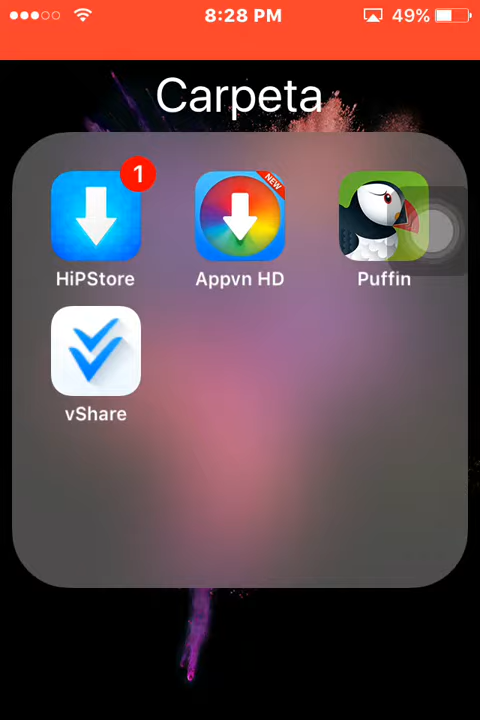 8:28 PM 49%
Carpeta
1
NEW
HiPStore Appvn HD Puffin
vShare